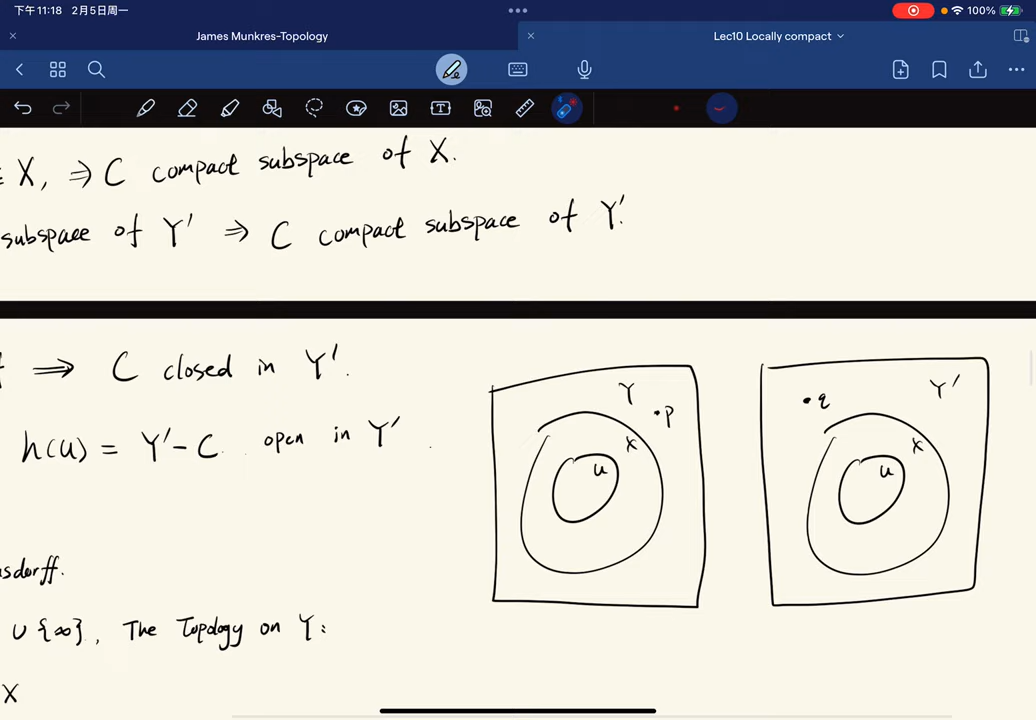 下午11:18 2月5日周一
100%
James Munkres-Topology
Lec10 Locally compact
X, ⇒ C compact subspace of X.
subspace of Y' ⇒ C compact subspace of Y'.
⟹ C closed in Y'.
h(u) = Y' - C. open in Y'
Y
p
X
u
q
Y'
X
u
∪ {∞}, The Topology on Y:
X